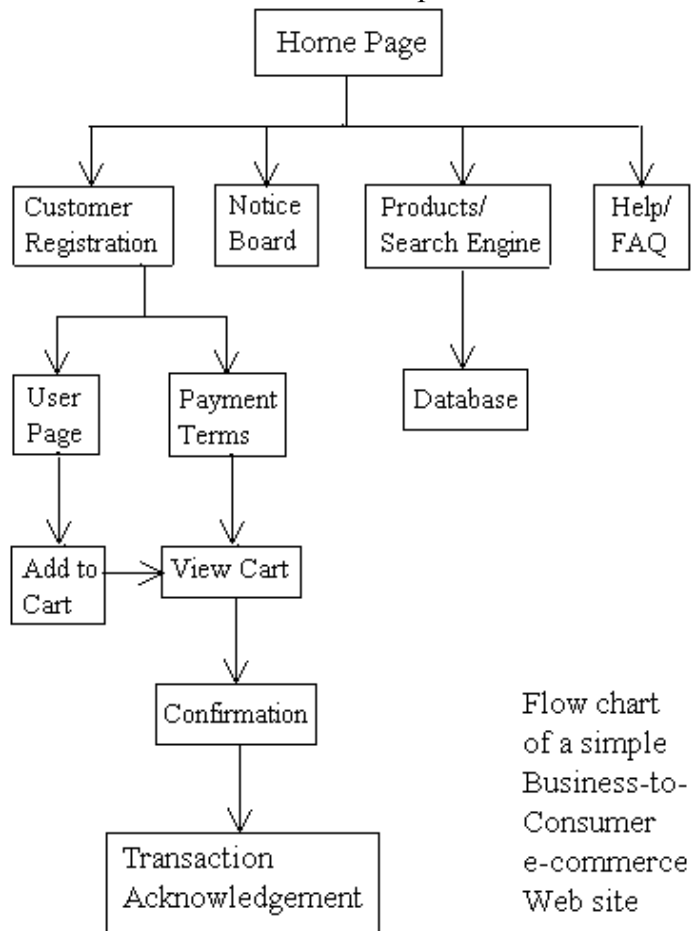 Home Page
Customer
Registration
Notice
Board
Products/
Search Engine
Help/
FAQ
User
Page
Payment
Terms
Database
Add to
Cart
View Cart
Confirmation
Transaction
Acknowledgement
Flow chart
of a simple
Business-to-
Consumer
e-commerce
Web site